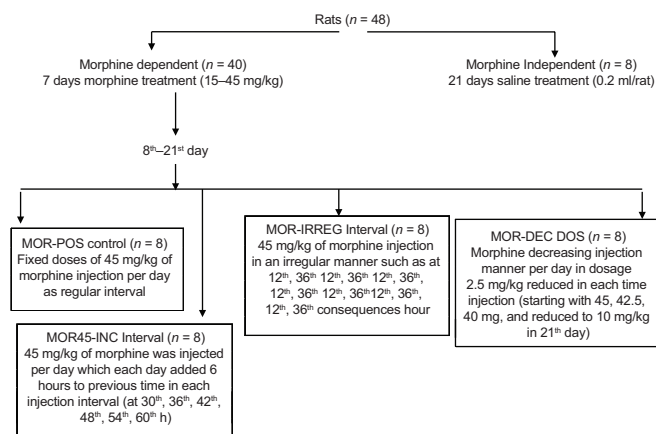 Rats (n = 48)
Morphine dependent (n = 40)
7 days morphine treatment (15–45 mg/kg)
Morphine Independent (n = 8)
21 days saline treatment (0.2 ml/rat)
8th–21st day
MOR-POS control (n = 8)
Fixed doses of 45 mg/kg of
morphine injection per day
as regular interval
MOR45-INC Interval (n = 8)
45 mg/kg of morphine was injected
per day which each day added 6
hours to previous time in each
injection interval (at 30th, 36th, 42th,
48th, 54th, 60th h)
MOR-IRREG Interval (n = 8)
45 mg/kg of morphine injection
in an irregular manner such as at
12th, 36th 12th, 36th 12th, 36th,
12th, 36th 12th, 36th12th, 36th,
12th, 36th consequences hour
MOR-DEC DOS (n = 8)
Morphine decreasing injection
manner per day in dosage
2.5 mg/kg reduced in each time
injection (starting with 45, 42.5,
40 mg, and reduced to 10 mg/kg
in 21th day)